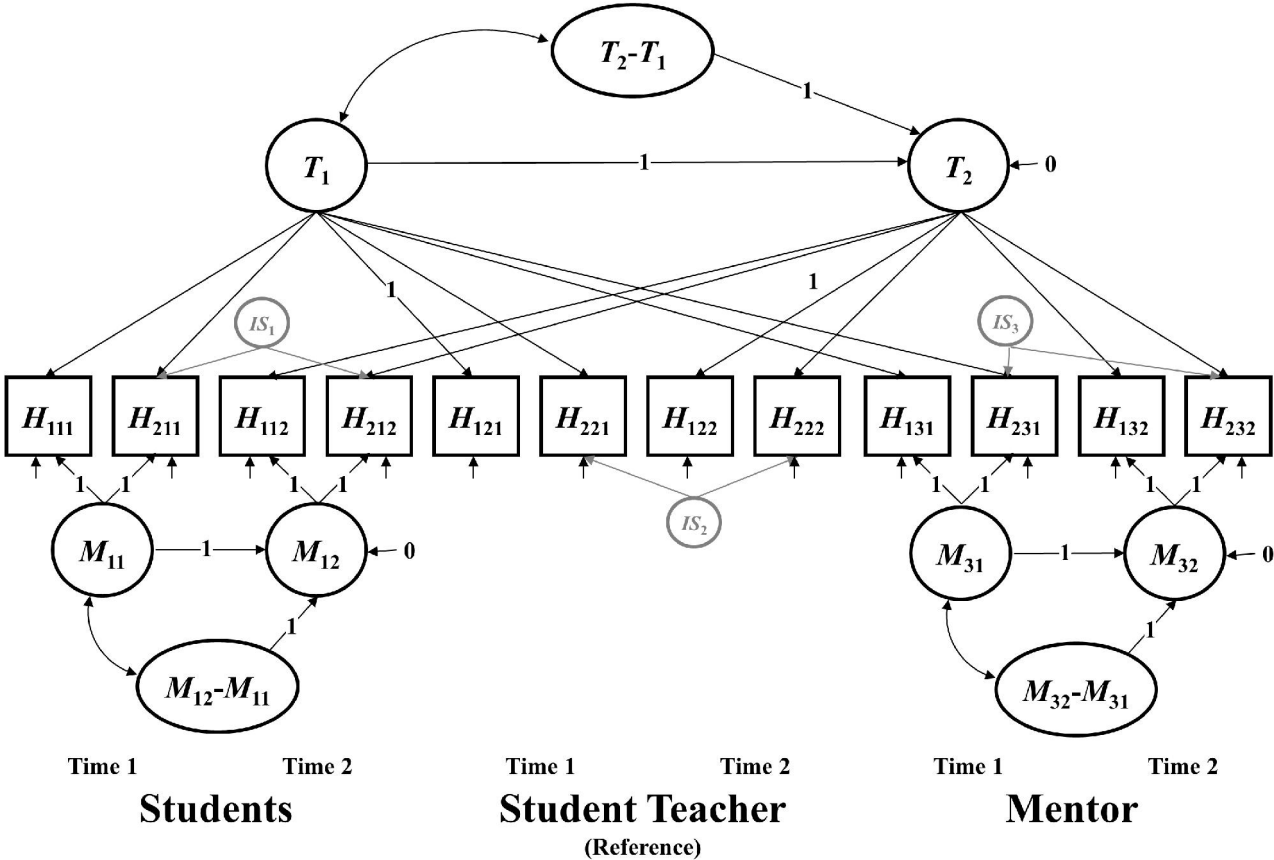 T₂-T₁
1
T₁
1
T₂
0
1
1
IS₁
IS₃
H₁₁₁ H₂₁₁ H₁₁₂ H₂₁₂ H₁₂₁ H₂₂₁ H₁₂₂ H₂₂₂ H₁₃₁ H₂₃₁ H₁₃₂ H₂₃₂
1 1 1 1 1 1 1 1
IS₂
M₁₁ 1 M₁₂ 0 M₃₁ 1 M₃₂ 0
1 1
M₁₂-M₁₁ M₃₂-M₃₁
Time 1 Time 2 Time 1 Time 2 Time 1 Time 2
Students Student Teacher Mentor
(Reference)